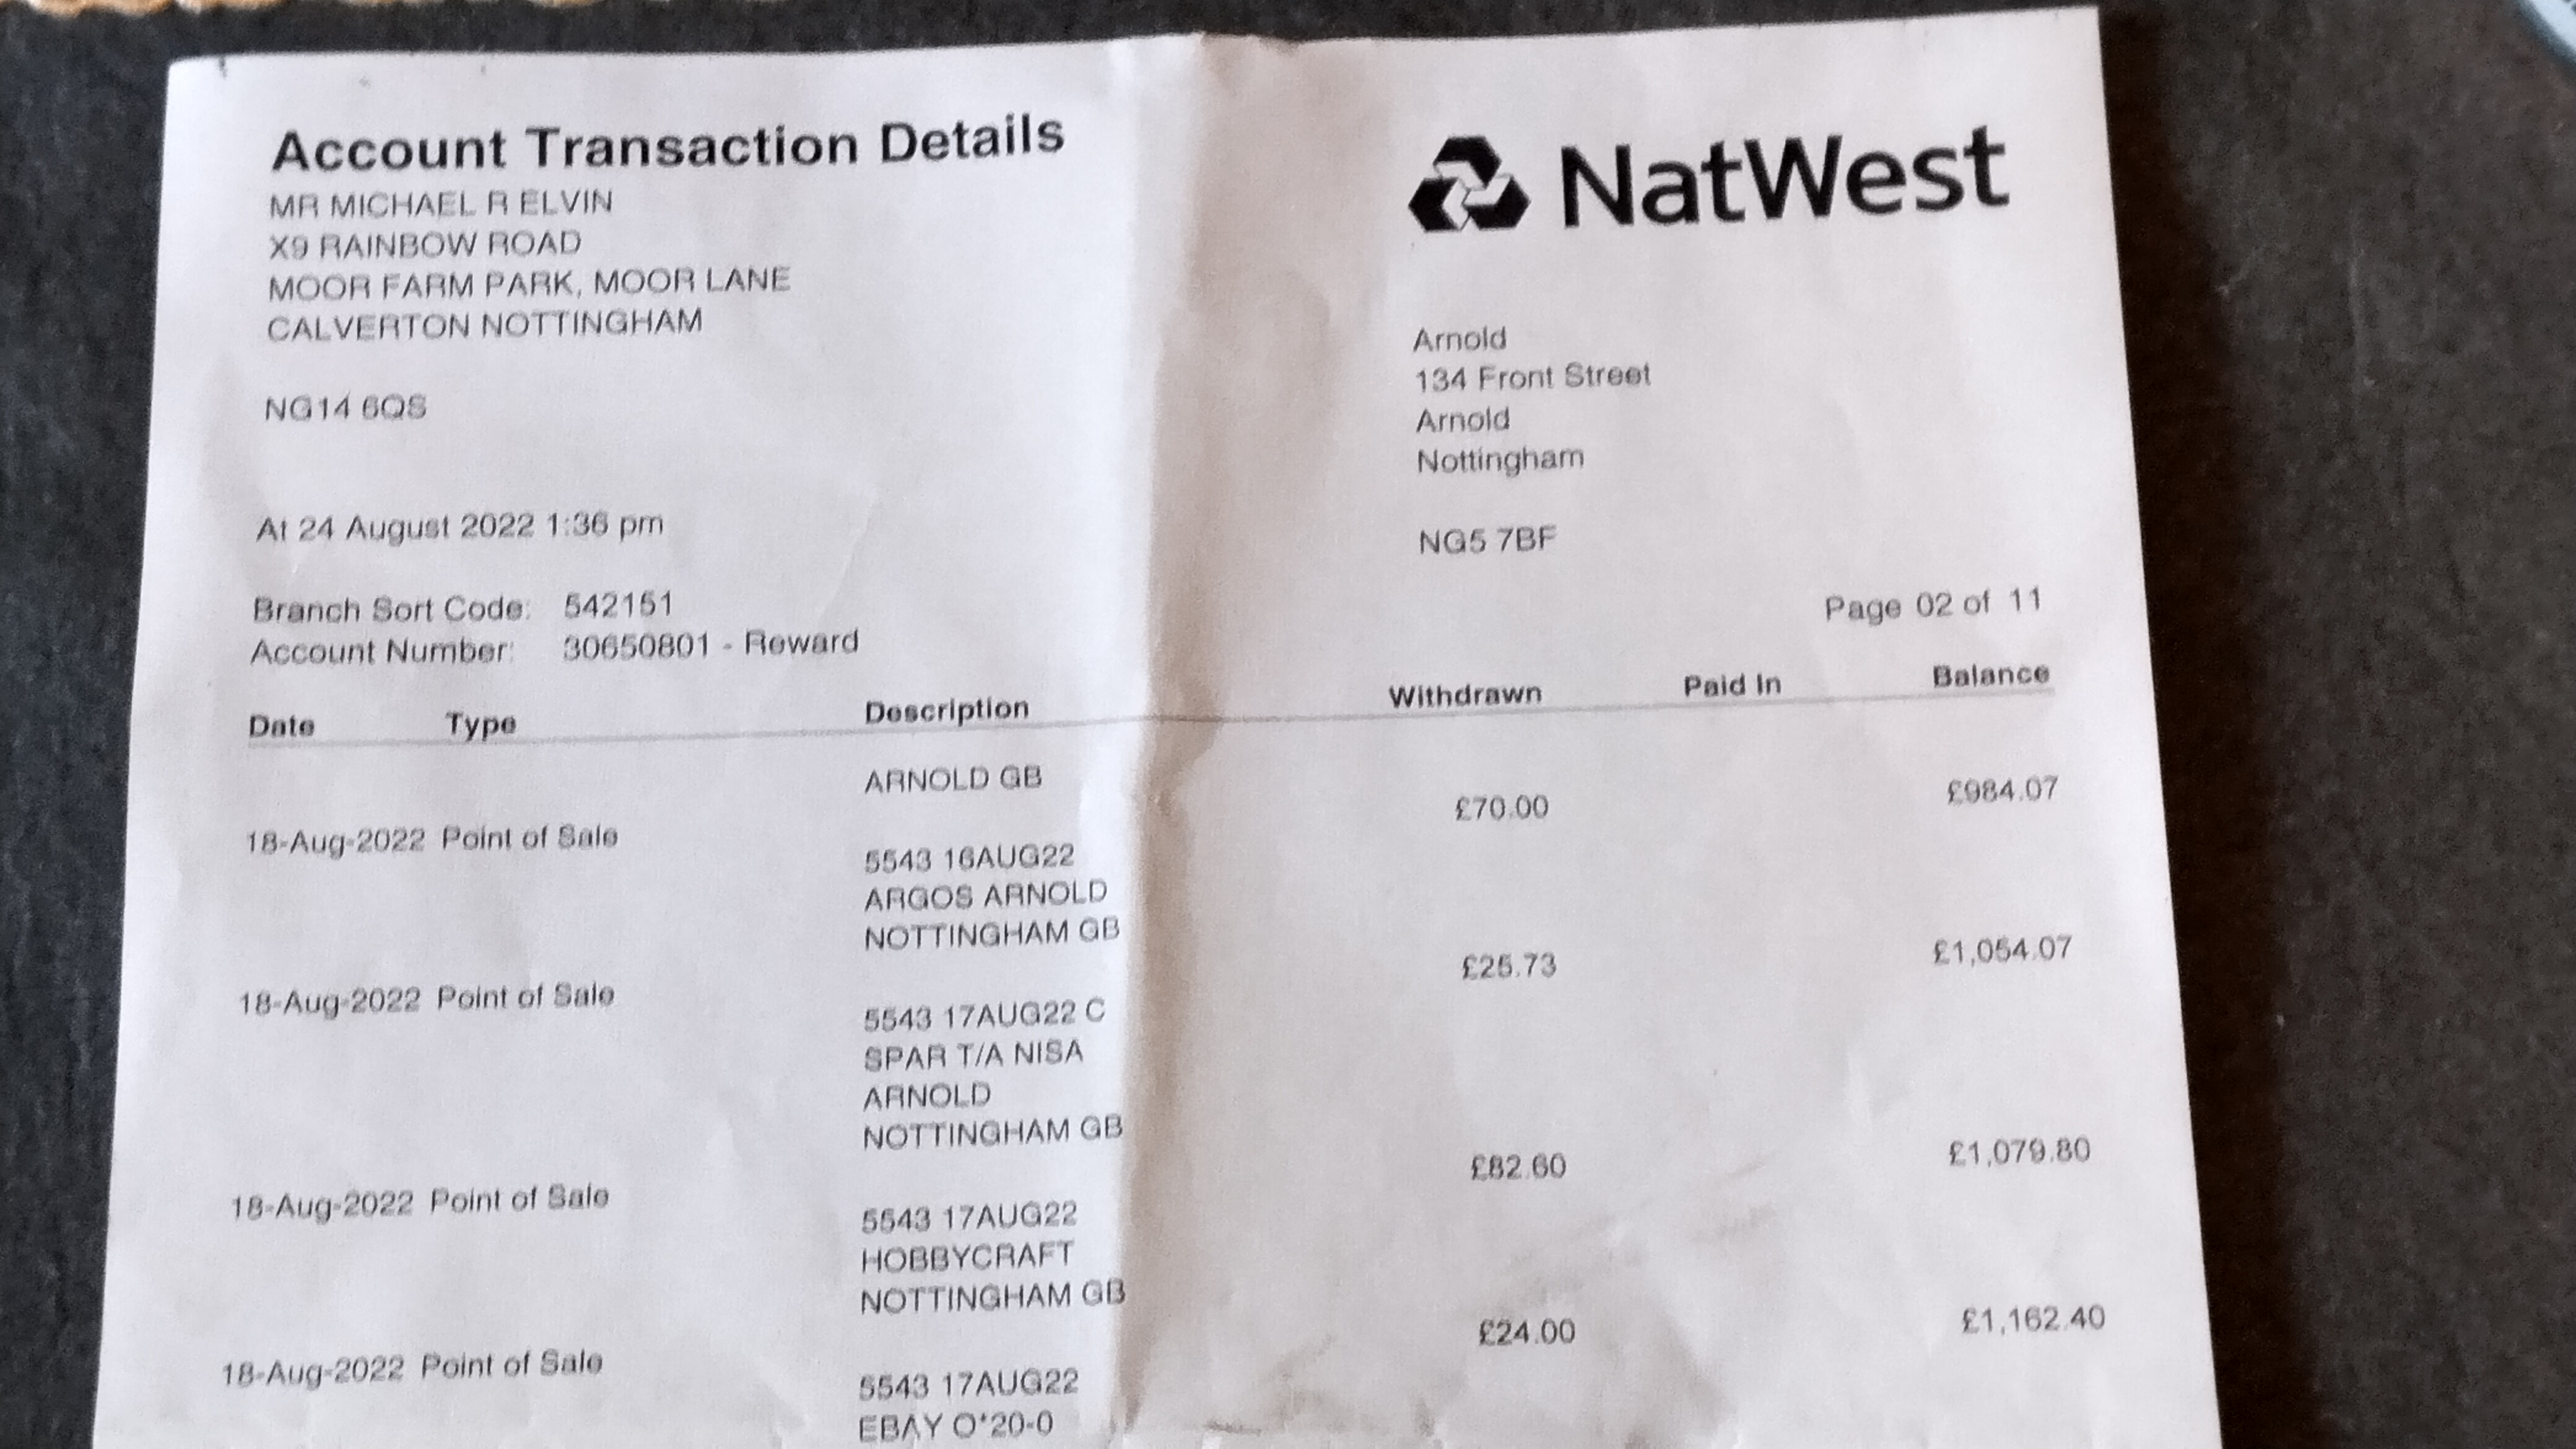 Account Transaction Details
NatWest
MR MICHAEL R ELVIN
X9 RAINBOW ROAD
MOOR FARM PARK, MOOR LANE
CALVERTON NOTTINGHAM
NG14 6QS
Arnold
134 Front Street
Arnold
Nottingham
NG5 7BF
At 24 August 2022 1:36 pm
Page 02 of 11
Branch Sort Code: 542151
Account Number: 30650801 - Reward
Date Type Description Withdrawn Paid In Balance
ARNOLD GB
£70.00 £984.07
18-Aug-2022 Point of Sale
5543 16AUG22
ARGOS ARNOLD
NOTTINGHAM GB
£25.73 £1,054.07
18-Aug-2022 Point of Sale
5543 17AUG22 C
SPAR T/A NISA
ARNOLD
NOTTINGHAM GB
£82.60 £1,079.80
18-Aug-2022 Point of Sale
5543 17AUG22
HOBBYCRAFT
NOTTINGHAM GB
£24.00 £1,162.40
18-Aug-2022 Point of Sale
5543 17AUG22
EBAY O*20-0